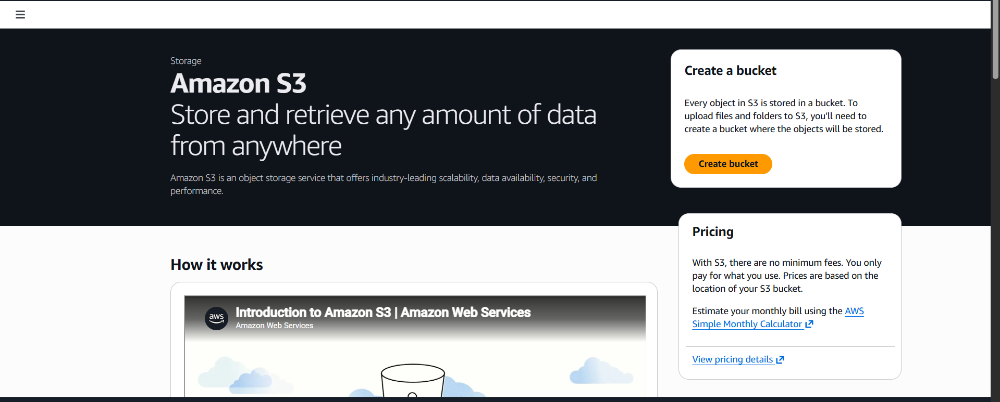 Storage
Amazon S3
Store and retrieve any amount of data
from anywhere
Amazon S3 is an object storage service that offers industry-leading scalability, data availability, security, and
performance.
Create a bucket
Every object in S3 is stored in a bucket. To
upload files and folders to S3, you'll need to
create a bucket where the objects will be stored.
Create bucket
Pricing
With S3, there are no minimum fees. You only
pay for what you use. Prices are based on the
location of your S3 bucket.
Estimate your monthly bill using the AWS
Simple Monthly Calculator
View pricing details
How it works
aws
Introduction to Amazon S3 | Amazon Web Services
Amazon Web Services